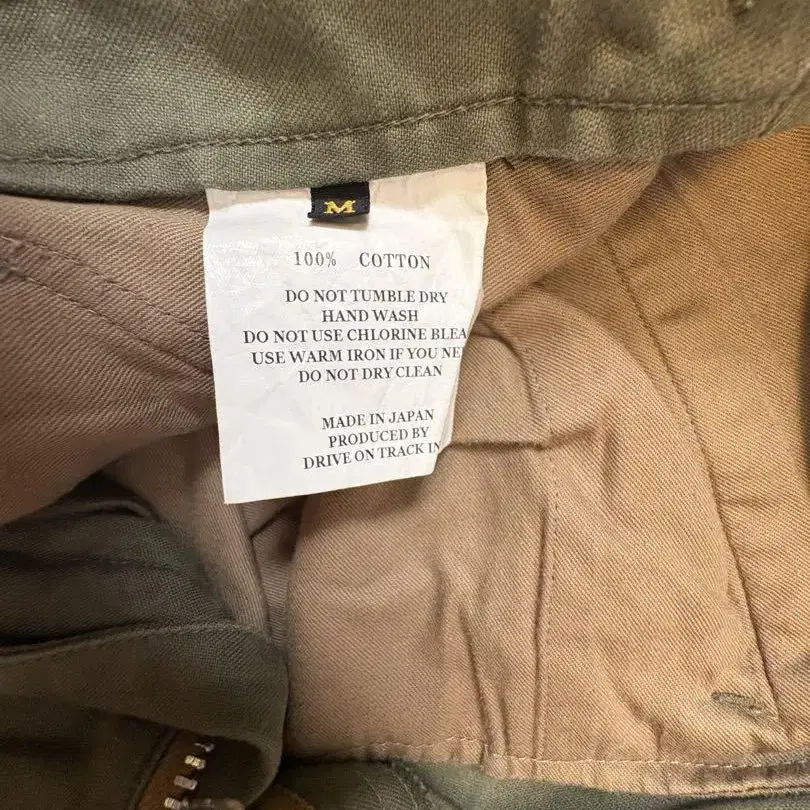 M
100% COTTON
DO NOT TUMBLE DRY
HAND WASH
DO NOT USE CHLORINE BLEA
USE WARM IRON IF YOU NE
DO NOT DRY CLEAN
MADE IN JAPAN
PRODUCED BY
DRIVE ON TRACK IN